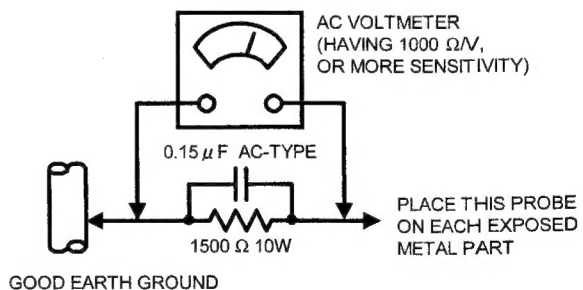 AC VOLTMETER
(HAVING 1000 Ω/V,
OR MORE SENSITIVITY)
0.15 μF AC-TYPE
1500 Ω 10W
PLACE THIS PROBE
ON EACH EXPOSED
METAL PART
GOOD EARTH GROUND